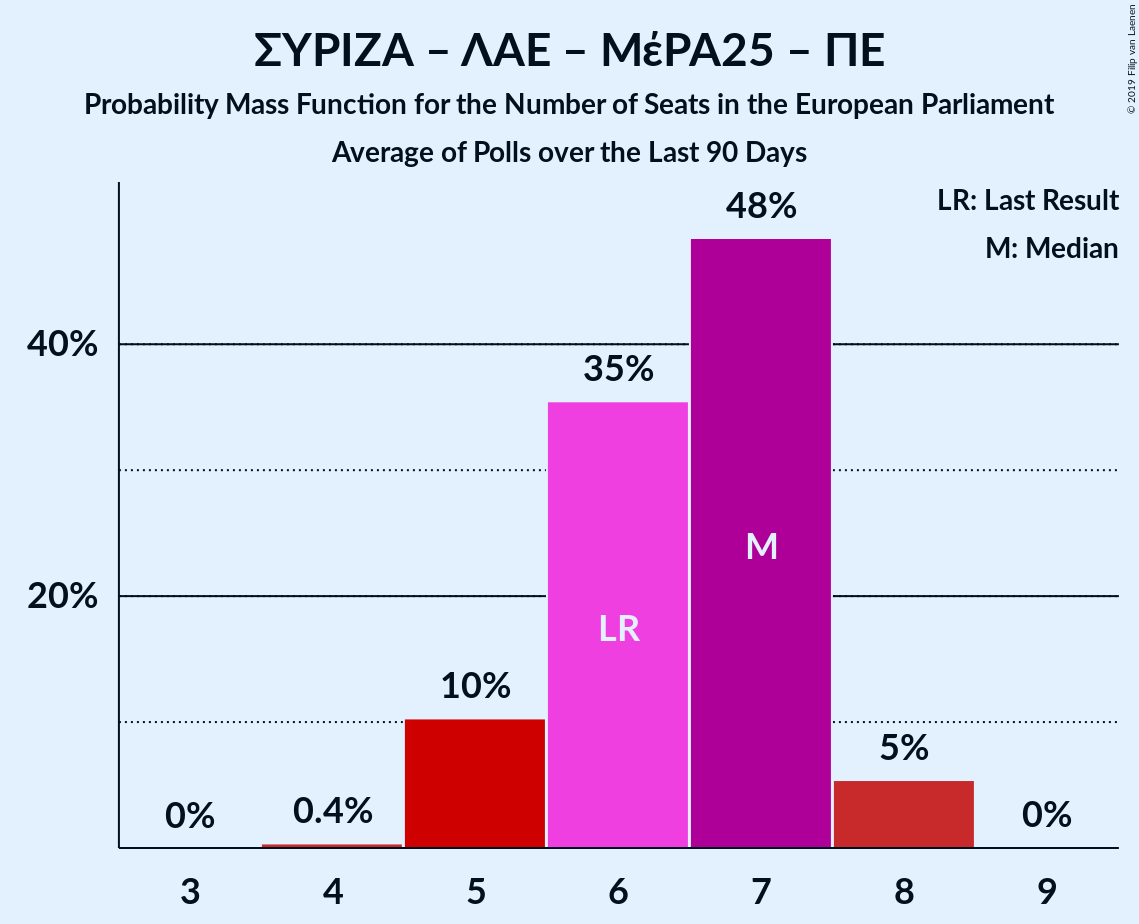 ΣΥΡΙΖΑ – ΛΑΕ – ΜέΡΑ25 – ΠΕ
Probability Mass Function for the Number of Seats in the European Parliament
Average of Polls over the Last 90 Days
© 2019 Filip van Laenen
LR: Last Result
M: Median
48%
40%
35%
M
20%
LR
10%
5%
0%
0.4%
0%
3 4 5 6 7 8 9